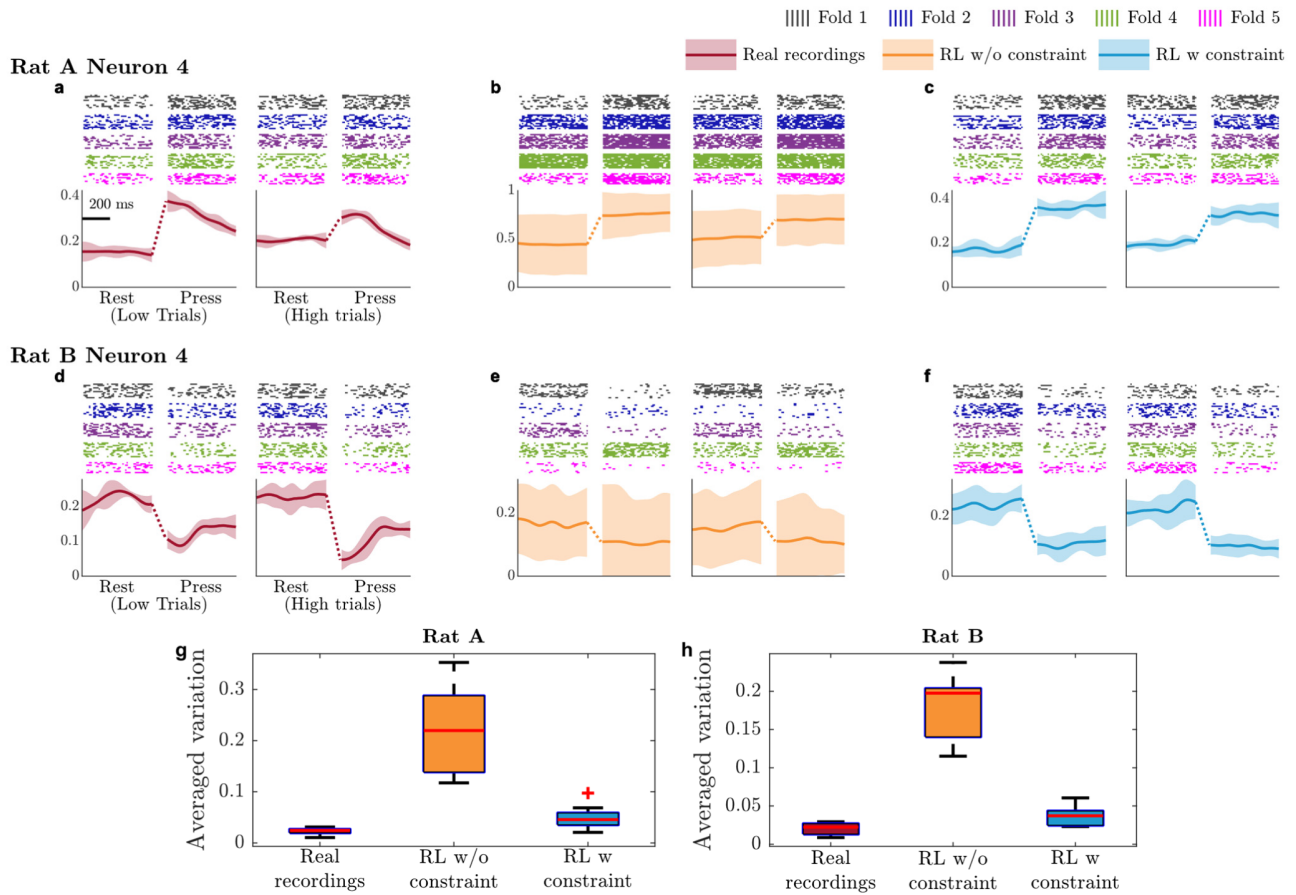 Fold 1 Fold 2 Fold 3 Fold 4 Fold 5
Real recordings RL w/o constraint RL w constraint
Rat A Neuron 4
a b c
0.4 1 0.4
200 ms
0.2 0.5 0.2
0 0 0
Rest Press Rest Press
(Low Trials) (High trials)
Rat B Neuron 4
d e f
0.2 0.2 0.2
0.1
0 0 0
Rest Press Rest Press
(Low Trials) (High trials)
g Rat A
Averaged variation
0.3
0.2
0.1
0
Real RL w/o RL w
recordings constraint constraint
h Rat B
Averaged variation
0.2
0.15
0.1
0.05
0
Real RL w/o RL w
recordings constraint constraint